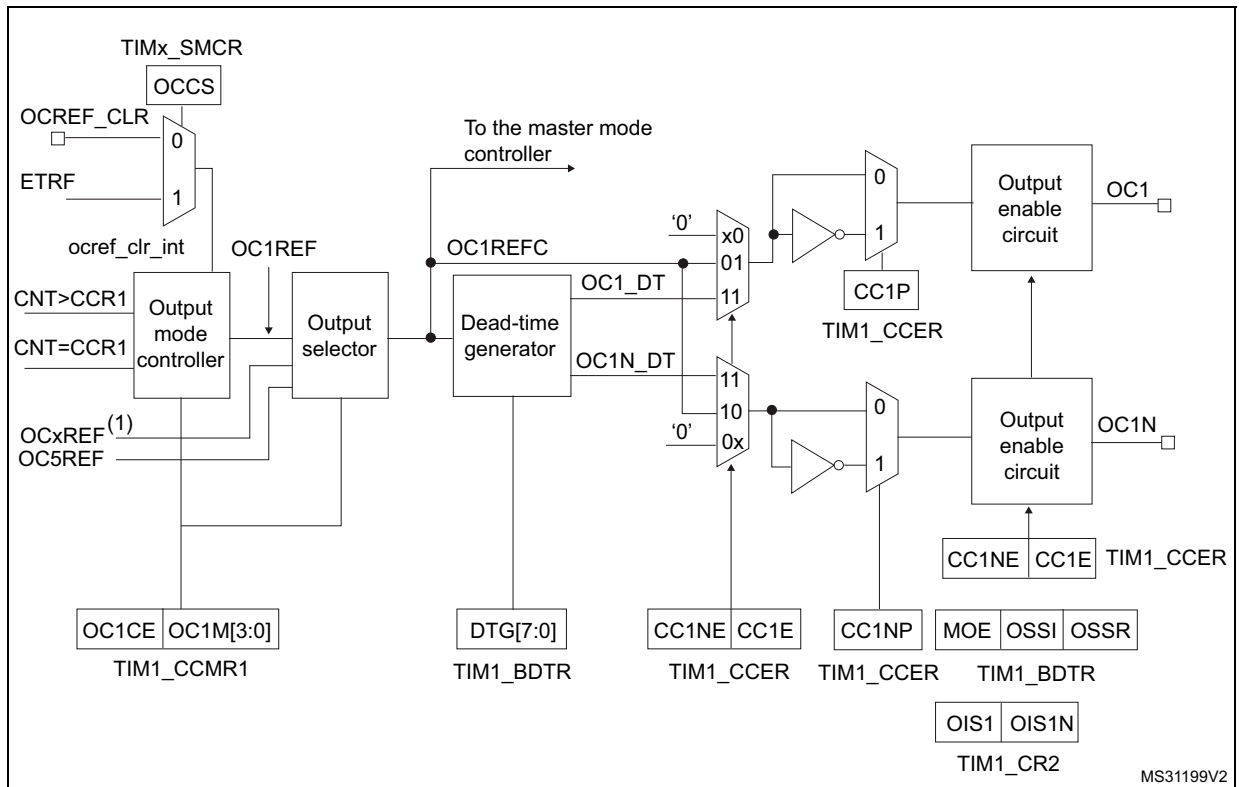 TIMx_SMCR
OCCS
OCREF_CLR
0
ETRF
1
ocref_clr_int
To the master mode
controller
OC1REF
OC1REFC
CNT>CCR1
CNT=CCR1
Output
mode
controller
Output
selector
Dead-time
generator
OC1_DT
OC1N_DT
OCxREF(1)
OC5REF
'0'
x0
01
11
11
10
'0'
0x
0
1
CC1P
TIM1_CCER
0
1
Output
enable
circuit
OC1
Output
enable
circuit
OC1N
CC1NE CC1E TIM1_CCER
OC1CE OC1M[3:0]
TIM1_CCMR1
DTG[7:0]
TIM1_BDTR
CC1NE CC1E
TIM1_CCER
CC1NP
TIM1_CCER
MOE OSSI OSSR
TIM1_BDTR
OIS1 OIS1N
TIM1_CR2
MS31199V2